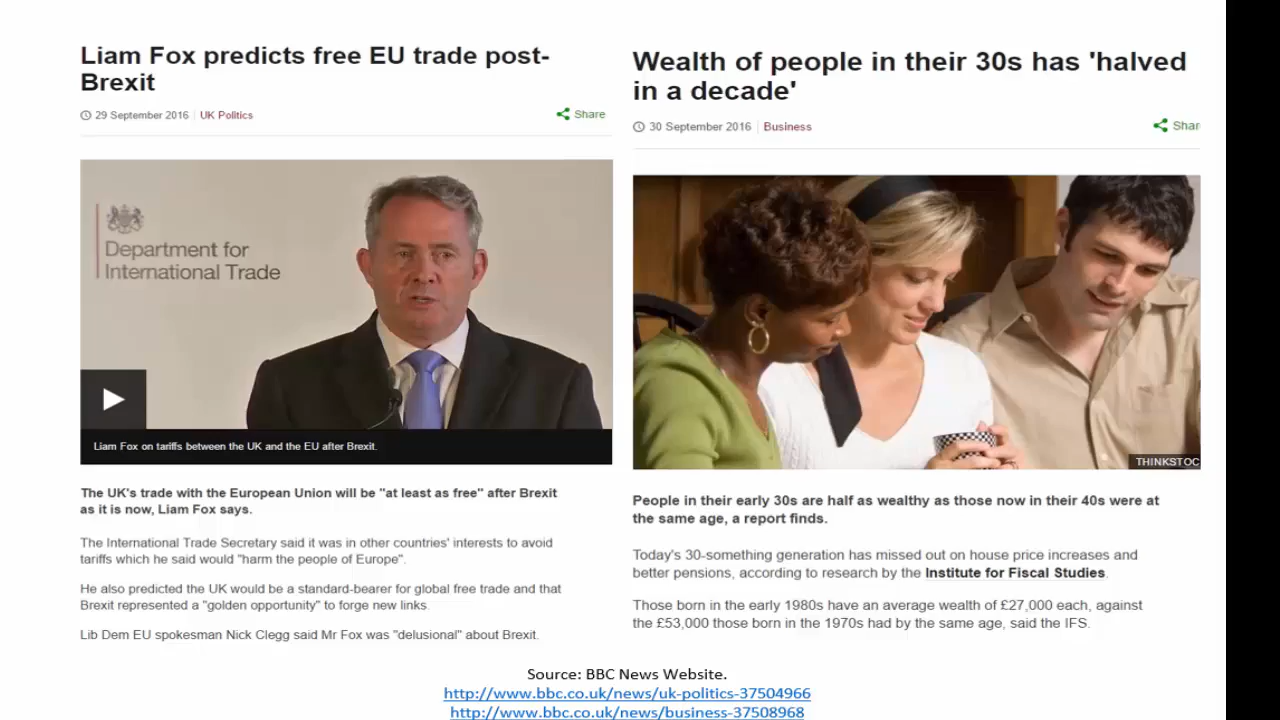 Liam Fox predicts free EU trade post-
Brexit
29 September 2016 UK Politics Share
Department for
International Trade
Liam Fox on tariffs between the UK and the EU after Brexit.
The UK's trade with the European Union will be "at least as free" after Brexit
as it is now, Liam Fox says.
The International Trade Secretary said it was in other countries' interests to avoid
tariffs which he said would "harm the people of Europe".
He also predicted the UK would be a standard-bearer for global free trade and that
Brexit represented a "golden opportunity" to forge new links.
Lib Dem EU spokesman Nick Clegg said Mr Fox was "delusional" about Brexit.
Wealth of people in their 30s has 'halved
in a decade'
30 September 2016 Business Shar
THINKSTOC
People in their early 30s are half as wealthy as those now in their 40s were at
the same age, a report finds.
Today's 30-something generation has missed out on house price increases and
better pensions, according to research by the Institute for Fiscal Studies.
Those born in the early 1980s have an average wealth of £27,000 each, against
the £53,000 those born in the 1970s had by the same age, said the IFS.
Source: BBC News Website.
http://www.bbc.co.uk/news/uk-politics-37504966
http://www.bbc.co.uk/news/business-37508968